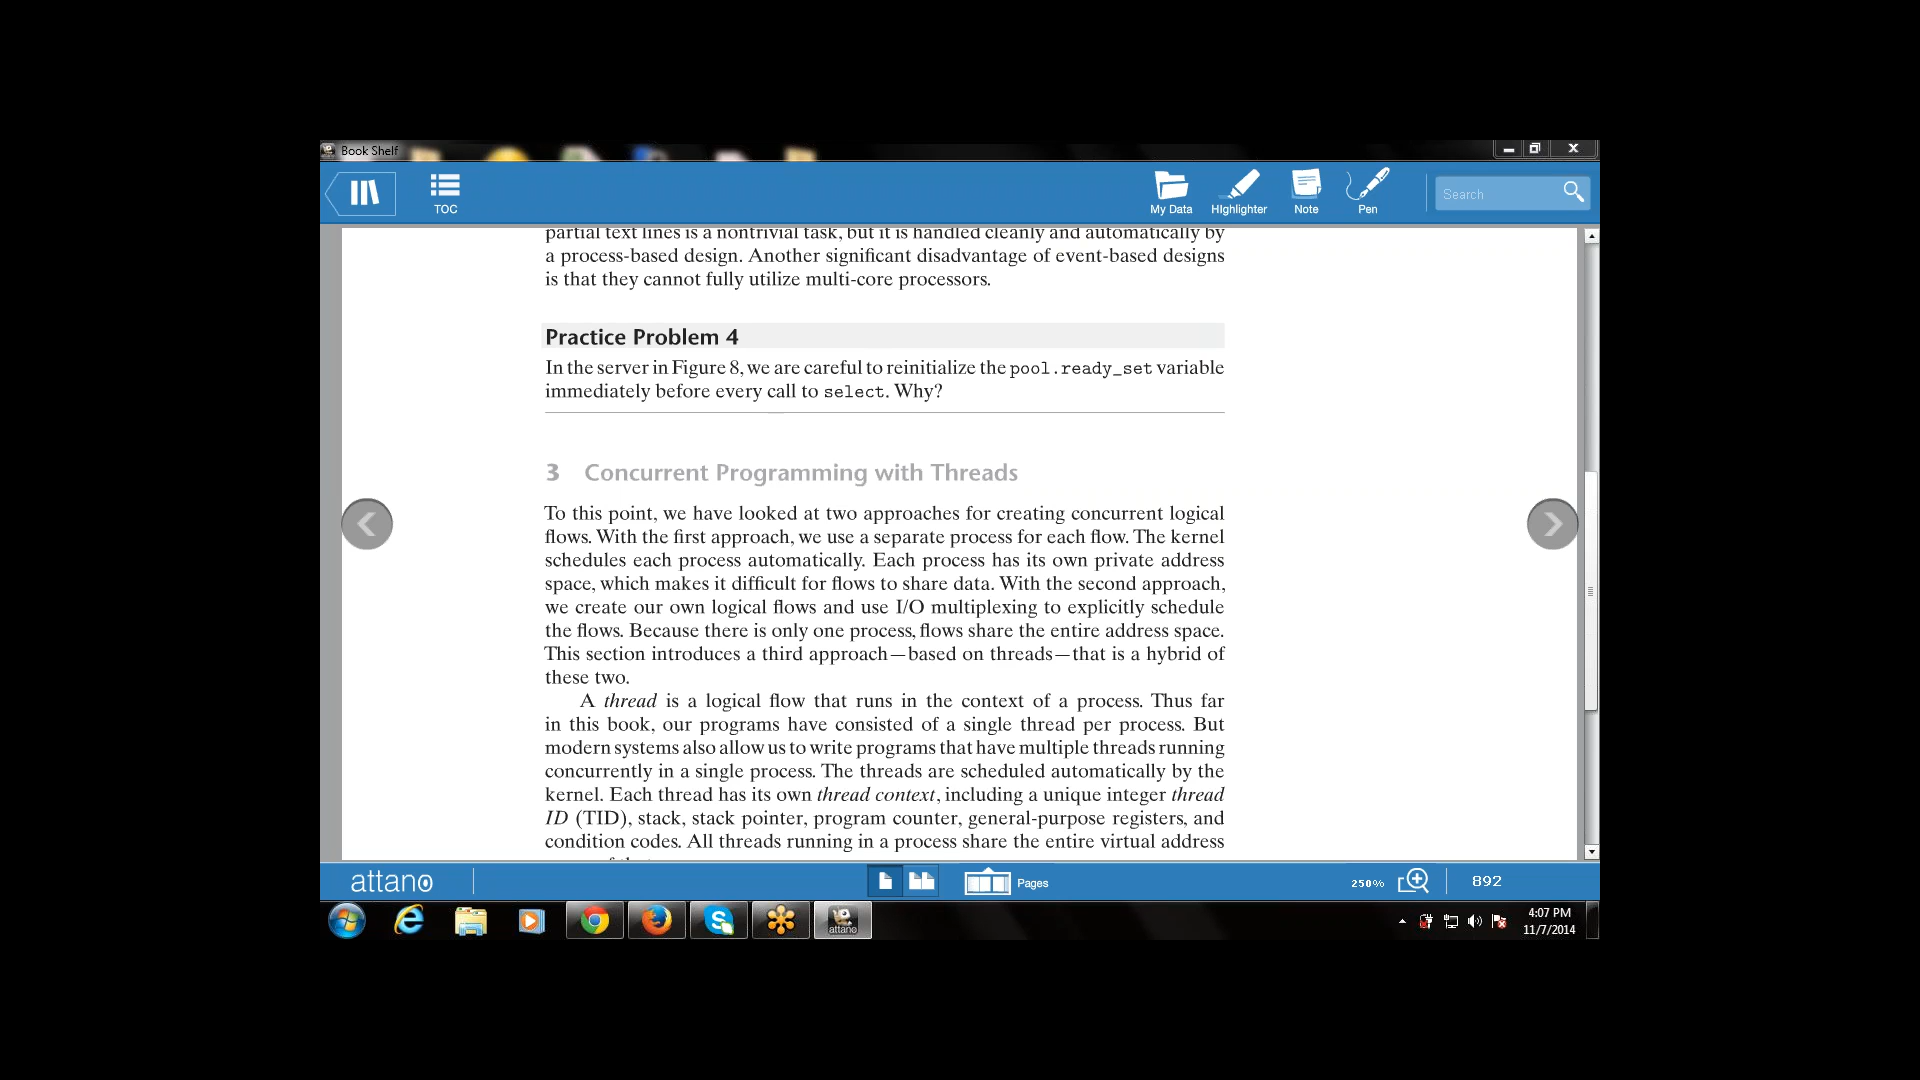 Book Shelf
TOC
My Data
HIghlighter
Note
Pen
Search
partial text lines is a nontrivial task, but it is handled cleanly and automatically by
a process-based design. Another significant disadvantage of event-based designs
is that they cannot fully utilize multi-core processors.
Practice Problem 4
In the server in Figure 8, we are careful to reinitialize the pool.ready_set variable
immediately before every call to select. Why?
3 Concurrent Programming with Threads
To this point, we have looked at two approaches for creating concurrent logical
flows. With the first approach, we use a separate process for each flow. The kernel
schedules each process automatically. Each process has its own private address
space, which makes it difficult for flows to share data. With the second approach,
we create our own logical flows and use I/O multiplexing to explicitly schedule
the flows. Because there is only one process, flows share the entire address space.
This section introduces a third approach—based on threads—that is a hybrid of
these two.
A thread is a logical flow that runs in the context of a process. Thus far
in this book, our programs have consisted of a single thread per process. But
modern systems also allow us to write programs that have multiple threads running
concurrently in a single process. The threads are scheduled automatically by the
kernel. Each thread has its own thread context, including a unique integer thread
ID (TID), stack, stack pointer, program counter, general-purpose registers, and
condition codes. All threads running in a process share the entire virtual address
attano
Pages
250%
892
attano
4:07 PM
11/7/2014